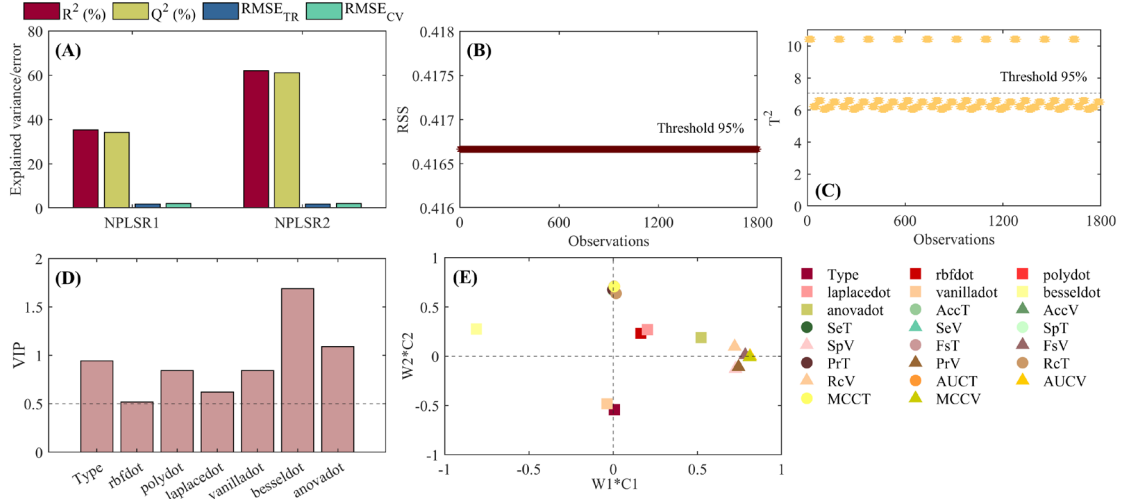 R² (%) Q² (%) RMSE_TR RMSE_CV
(A)
Explained variance/error
80
60
40
20
0
NPLSR1 NPLSR2
(B)
RSS
0.418
0.4175
0.417
0.4165
0.416
Threshold 95%
0 600 1200 1800
Observations
T²
10
8
6
4
2
0
Threshold 95%
(C)
0 600 1200 1800
Observations
(D)
VIP
2
1.5
1
0.5
0
Type rbfdot polydot laplacedot vanilladot besseldot anovadot
(E)
W2*C2
1
0.5
0
-0.5
-1
-1 -0.5 0 0.5 1
W1*C1
Type rbfdot polydot
laplacedot vanilladot besseldot
anovadot AccT AccV
SeT SeV SpT
SpV FsT FsV
PrT PrV RcT
RcV AUCT AUCV
MCCT MCCV